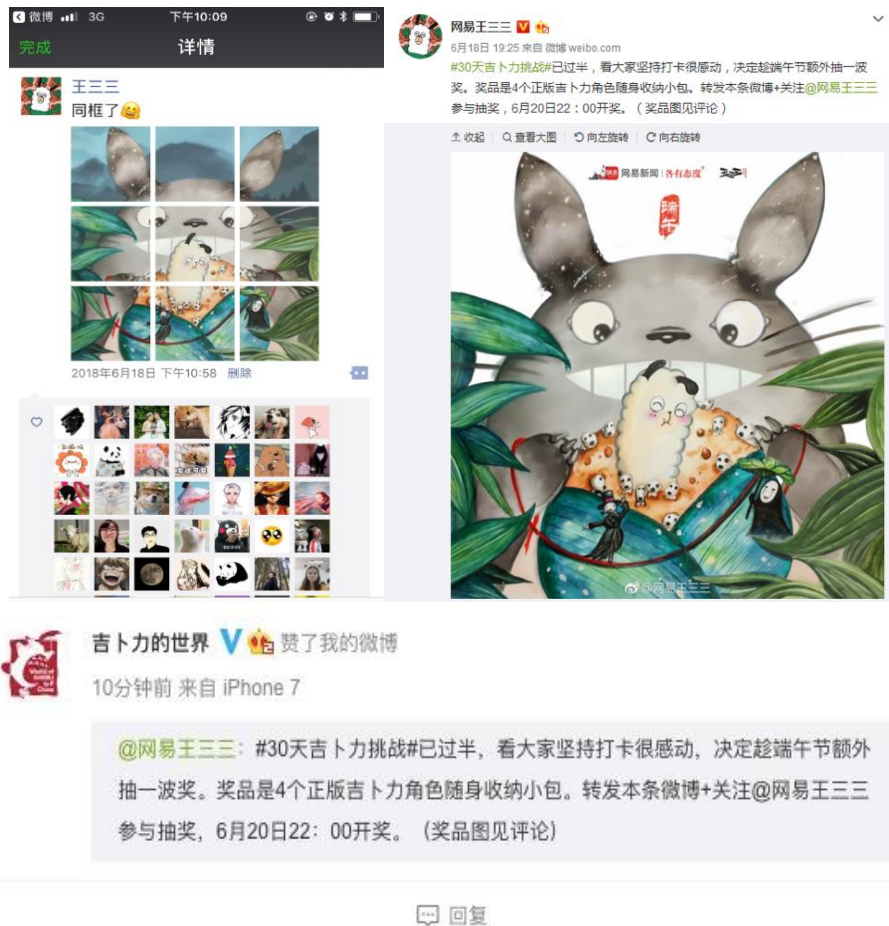 微博 3G 下午10:09
完成 详情
王三三
同框了
2018年6月18日 下午10:58 删除
网易王三三
6月18日 19:25 来自 微博 weibo.com
#30天吉卜力挑战#已过半，看大家坚持打卡很感动，决定趁端午节额外抽一波
奖。奖品是4个正版吉卜力角色随身收纳小包。转发本条微博+关注@网易王三三
参与抽奖，6月20日22：00开奖。（奖品图见评论）
收起 查看大图 向左旋转 向右旋转
网易新闻 | 各有态度
端午
@网易王三三
吉卜力的世界 赞了我的微博
10分钟前 来自 iPhone 7
@网易王三三：#30天吉卜力挑战#已过半，看大家坚持打卡很感动，决定趁端午节额外
抽一波奖。奖品是4个正版吉卜力角色随身收纳小包。转发本条微博+关注@网易王三三
参与抽奖，6月20日22：00开奖。（奖品图见评论）
回复